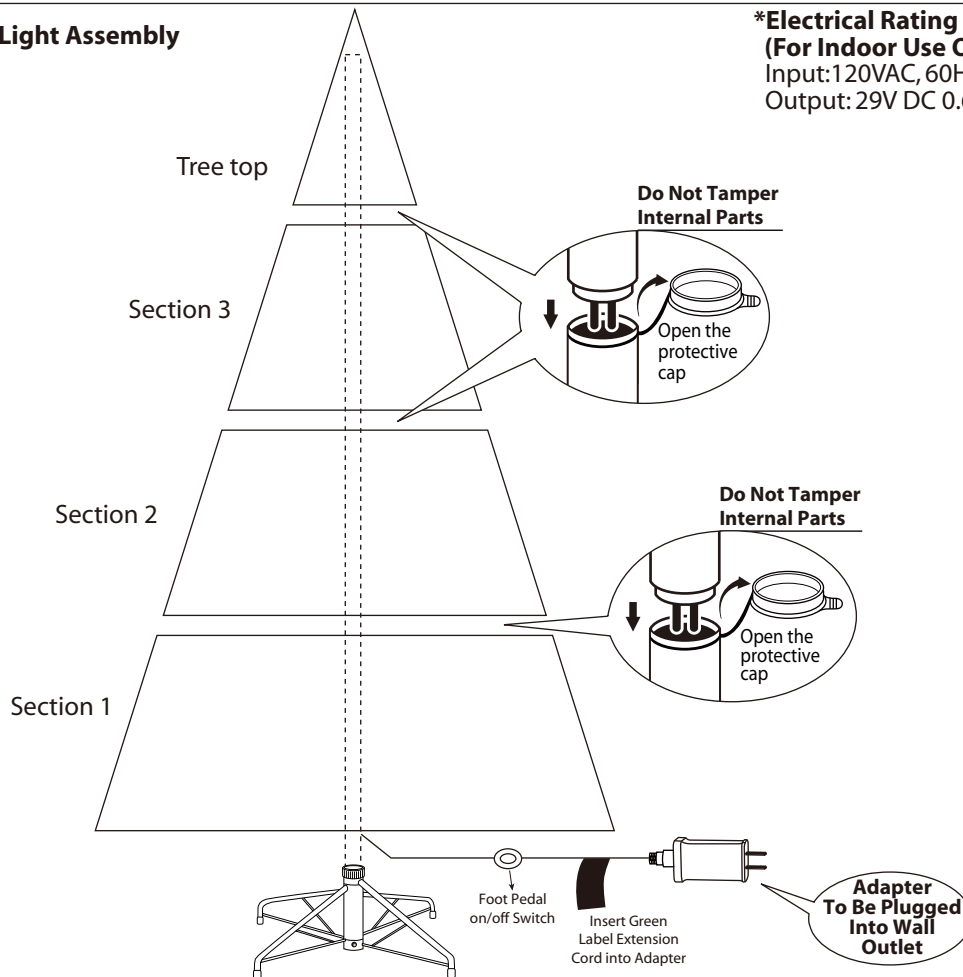 Light Assembly
*Electrical Rating
(For Indoor Use
Input:120VAC, 60H
Output: 29V DC 0.
Tree top
Do Not Tamper
Internal Parts
Section 3
Open the
protective
cap
Section 2
Do Not Tamper
Internal Parts
Open the
protective
cap
Section 1
Foot Pedal
on/off Switch
Insert Green
Label Extension
Cord into Adapter
Adapter
To Be Plugged
Into Wall
Outlet